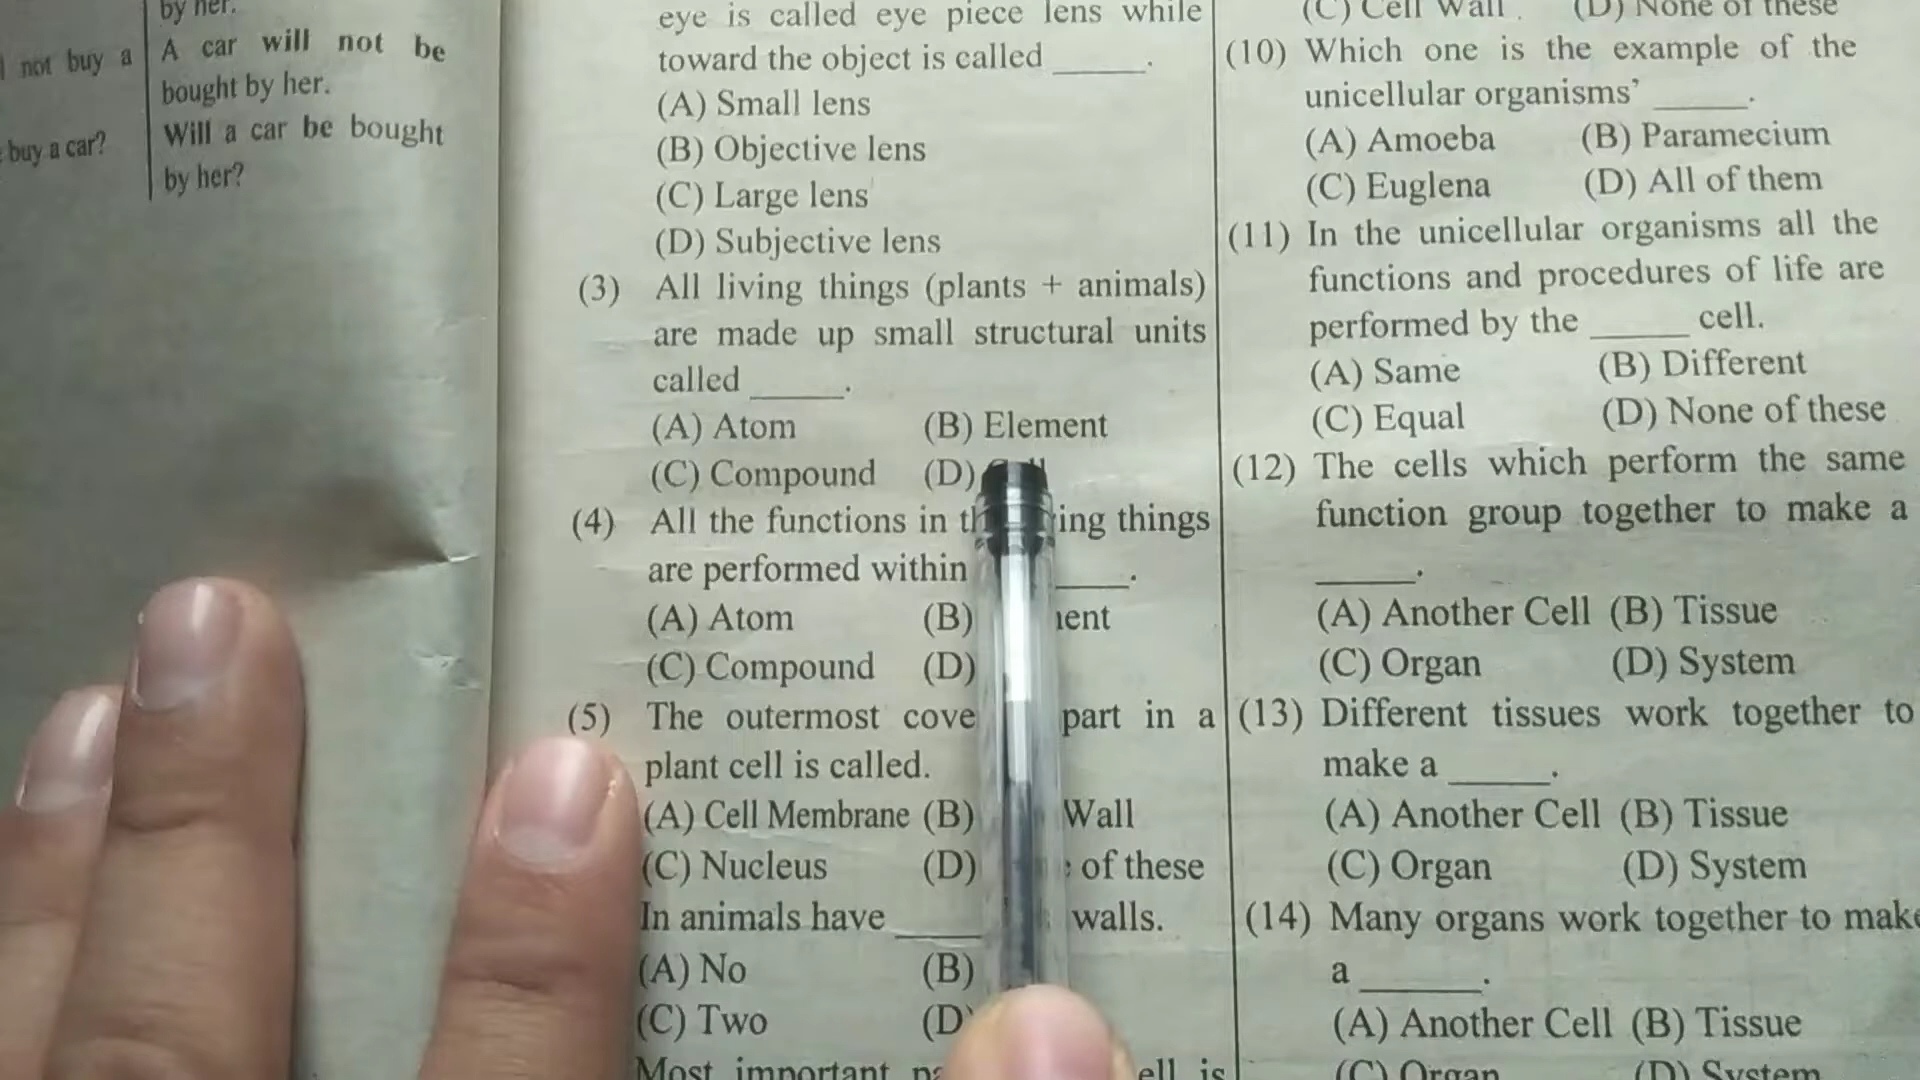 by her.
not buy a
A car will not be
bought by her.
buy a car?
Will a car be bought
by her?
eye is called eye piece lens while
toward the object is called ______.
(A) Small lens
(B) Objective lens
(C) Large lens
(D) Subjective lens
(3) All living things (plants + animals)
are made up small structural units
called ______.
(A) Atom (B) Element
(C) Compound (D)
(4) All the functions in things
are performed within ______.
(A) Atom (B)
(C) Compound (D)
(5) The outermost part in a
plant cell is called.
(A) Cell Membrane (B) Wall
(C) Nucleus (D) of these
In animals have ______ walls.
(A) No (B)
(C) Two (D)
Most important is
(C) Cell Wall. (D) None of these
(10) Which one is the example of the
unicellular organisms’ ______.
(A) Amoeba (B) Paramecium
(C) Euglena (D) All of them
(11) In the unicellular organisms all the
functions and procedures of life are
performed by the ______ cell.
(A) Same (B) Different
(C) Equal (D) None of these
(12) The cells which perform the same
function group together to make a
______.
(A) Another Cell (B) Tissue
(C) Organ (D) System
(13) Different tissues work together to
make a ______.
(A) Another Cell (B) Tissue
(C) Organ (D) System
(14) Many organs work together to make
a ______.
(A) Another Cell (B) Tissue
(C) Organ (D) System